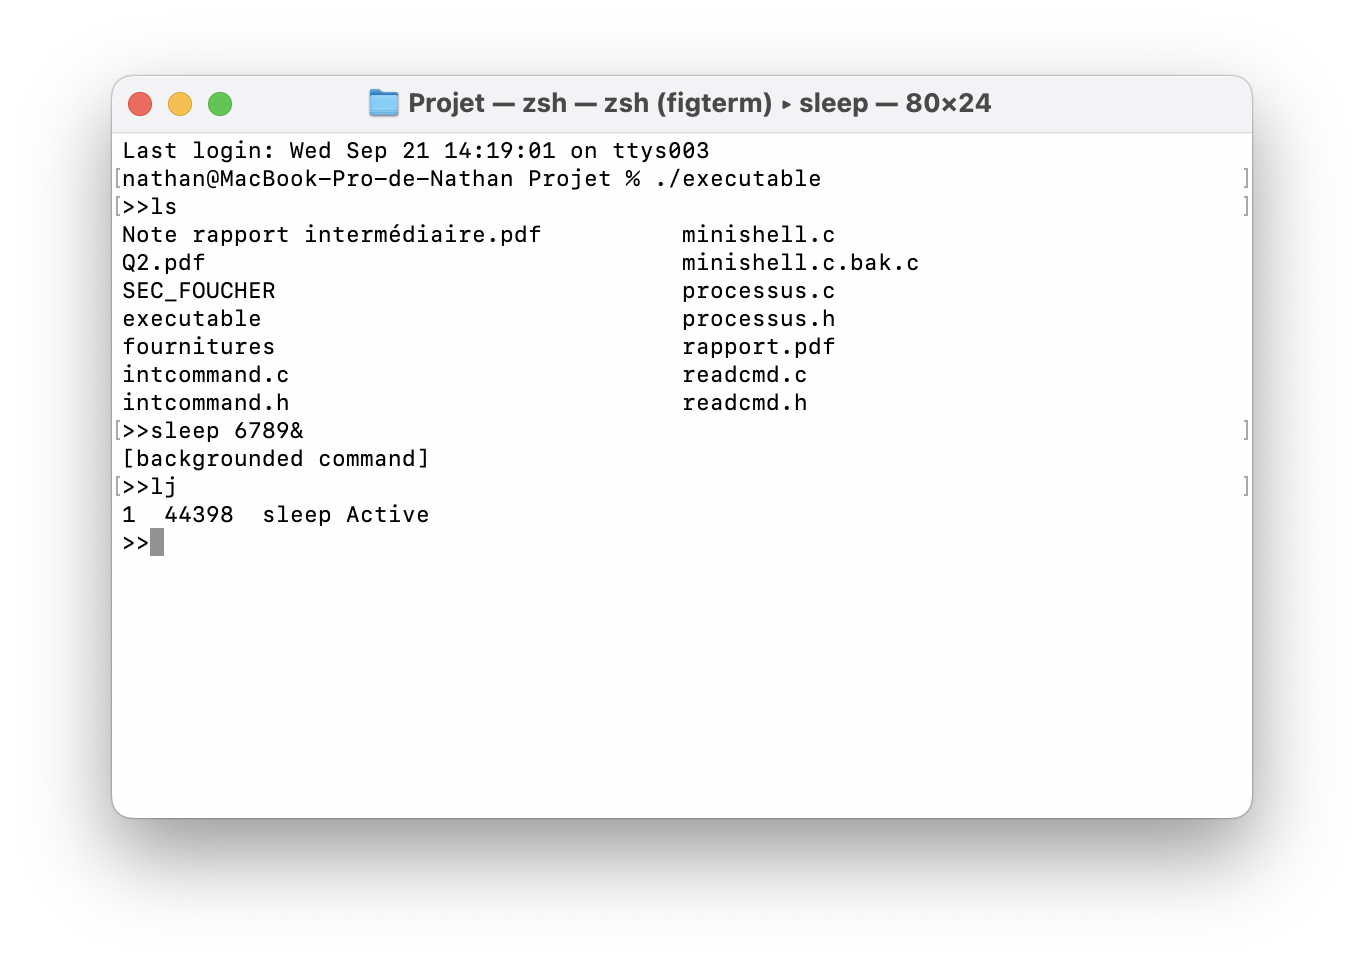 Projet — zsh — zsh (figterm) ▸ sleep — 80×24
Last login: Wed Sep 21 14:19:01 on ttys003
[nathan@MacBook-Pro-de-Nathan Projet % ./executable ]
[>>ls ]
Note rapport intermédiaire.pdf minishell.c
Q2.pdf minishell.c.bak.c
SEC_FOUCHER processus.c
executable processus.h
fournitures rapport.pdf
intcommand.c readcmd.c
intcommand.h readcmd.h
[>>sleep 6789& ]
[backgrounded command]
[>>lj ]
1 44398 sleep Active
>>